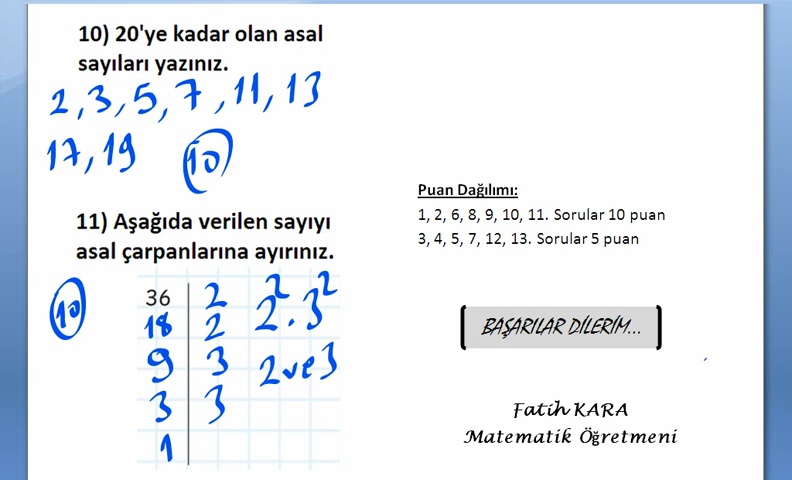 10) 20'ye kadar olan asal
sayıları yazınız.
2, 3, 5, 7, 11, 13
17, 19 10
11) Aşağıda verilen sayıyı
asal çarpanlarına ayırınız.
10
36 2 2² . 3²
18 2
9 3 2 ve 3
3 3
1
Puan Dağılımı:
1, 2, 6, 8, 9, 10, 11. Sorular 10 puan
3, 4, 5, 7, 12, 13. Sorular 5 puan
BAŞARILAR DİLERİM...
Fatih KARA
Matematik Öğretmeni